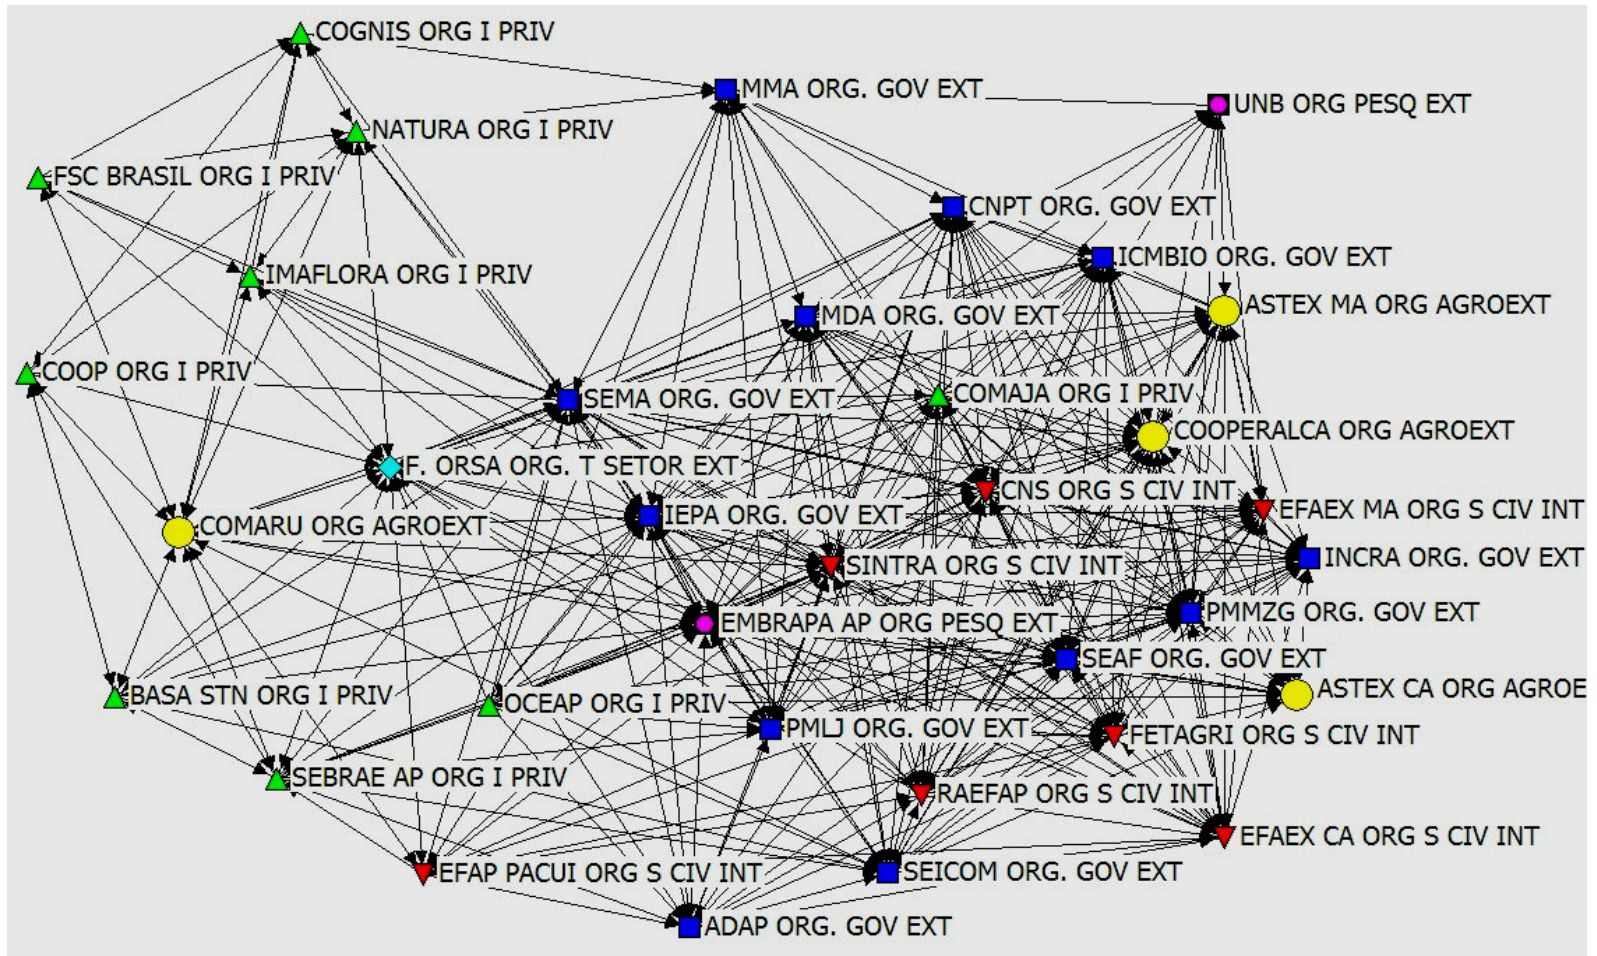 COGNIS ORG I PRIV
MMA ORG. GOV EXT
UNB ORG PESQ EXT
NATURA ORG I PRIV
FSC BRASIL ORG I PRIV
CNPT ORG. GOV EXT
ICMBIO ORG. GOV EXT
IMAFLORA ORG I PRIV
ASTEX MA ORG AGROEXT
MDA ORG. GOV EXT
COOP ORG I PRIV
SEMA ORG. GOV EXT
COMAJA ORG I PRIV
COOPERALCA ORG AGROEXT
F. ORSA ORG. T SETOR EXT
CNS ORG S CIV INT
EFAEX MA ORG S CIV INT
IEPA ORG. GOV EXT
COMARU ORG AGROEXT
INCRA ORG. GOV EXT
SINTRA ORG S CIV INT
PMMZG ORG. GOV EXT
EMBRAPA AP ORG PESQ EXT
SEAF ORG. GOV EXT
ASTEX CA ORG AGROE
BASA STN ORG I PRIV
OCEAP ORG I PRIV
PMLJ ORG. GOV EXT
FETAGRI ORG S CIV INT
SEBRAE AP ORG I PRIV
RAEFAP ORG S CIV INT
EFAEX CA ORG S CIV INT
EFAP PACUI ORG S CIV INT
SEICOM ORG. GOV EXT
ADAP ORG. GOV EXT